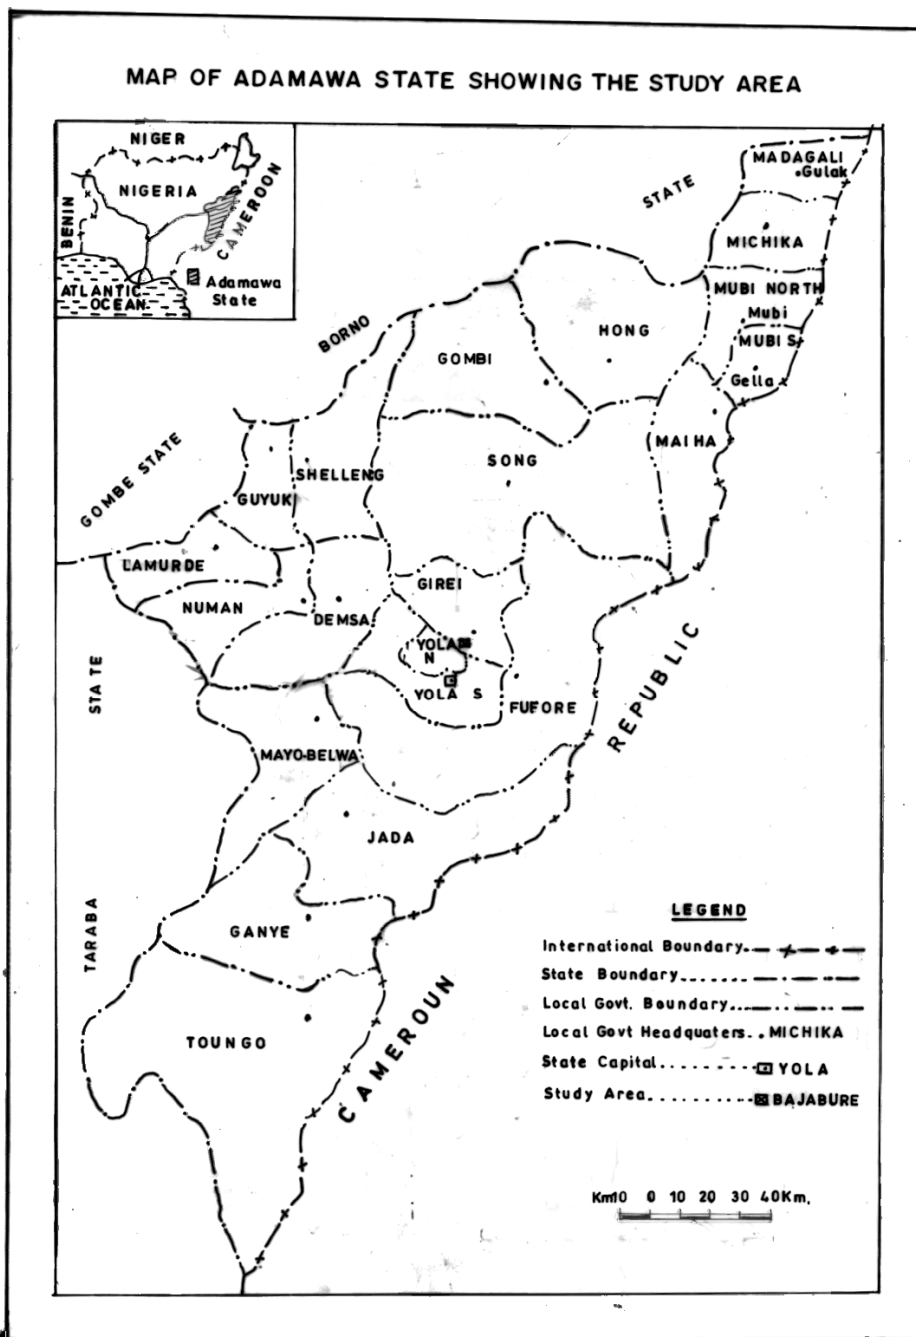 MAP OF ADAMAWA STATE SHOWING THE STUDY AREA
NIGER
NIGERIA
BENIN
CAMEROON
ATLANTIC
OCEAN
Adamawa
State
STATE
BORNO
GOMBE STATE
MADAGALI
Gulak
MICHIKA
MUBI NORTH
Mubi
MUBI S
Gella
HONG
GOMBI
MAIHA
SONG
SHELLENG
GUYUKI
LAMURDE
NUMAN
DEMSA
GIREI
YOLA
N
YOLA S
FUFORE
MAYO-BELWA
JADA
GANYE
TOUNGO
STATE
TARABA
REPUBLIC
CAMEROUN
LEGEND
International Boundary
State Boundary
Local Govt. Boundary
Local Govt Headquaters. MICHIKA
State Capital YOLA
Study Area BAJABURE
Km10 0 10 20 30 40Km,